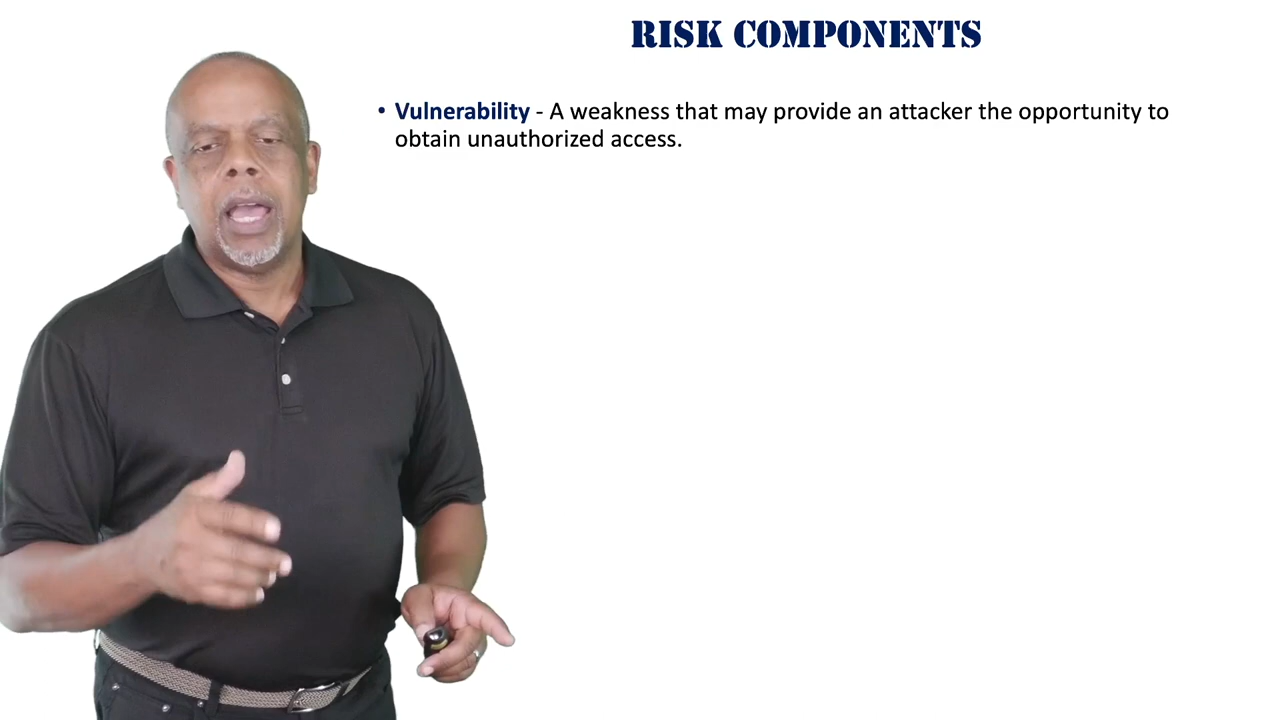 RISK COMPONENTS
• Vulnerability - A weakness that may provide an attacker the opportunity to
obtain unauthorized access.